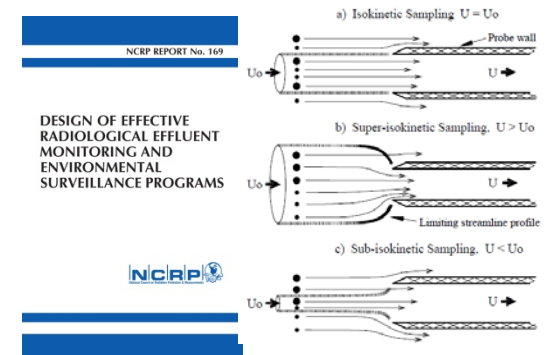 NCRP REPORT No. 169
DESIGN OF EFFECTIVE
RADIOLOGICAL EFFLUENT
MONITORING AND
ENVIRONMENTAL
SURVEILLANCE PROGRAMS
NCRP
a) Isokinetic Sampling U = Uo
Probe wall
Uo
U
b) Super-isokinetic Sampling, U > Uo
Uo
U
Limiting streamline profile
c) Sub-isokinetic Sampling, U < Uo
Uo
U